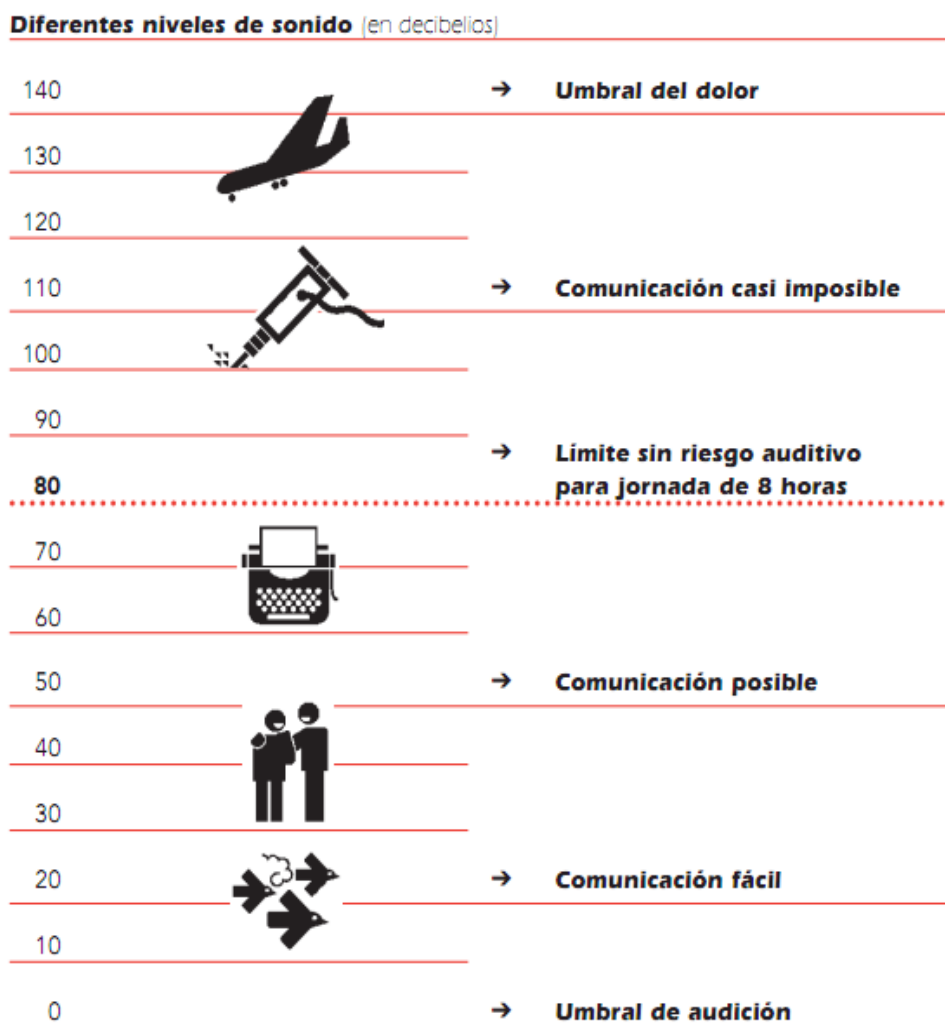 Diferentes niveles de sonido (en decibelios)
140 → Umbral del dolor
130
120
110 → Comunicación casi imposible
100
90
→ Límite sin riesgo auditivo
80 para jornada de 8 horas
70
60
50 → Comunicación posible
40
30
20 → Comunicación fácil
10
0 → Umbral de audición